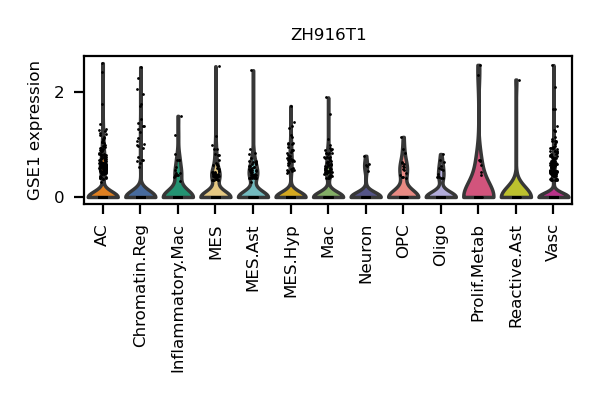 ZH916T1
GSE1 expression
2
0
AC
Chromatin.Reg
Inflammatory.Mac
MES
MES.Ast
MES.Hyp
Mac
Neuron
OPC
Oligo
Prolif.Metab
Reactive.Ast
Vasc